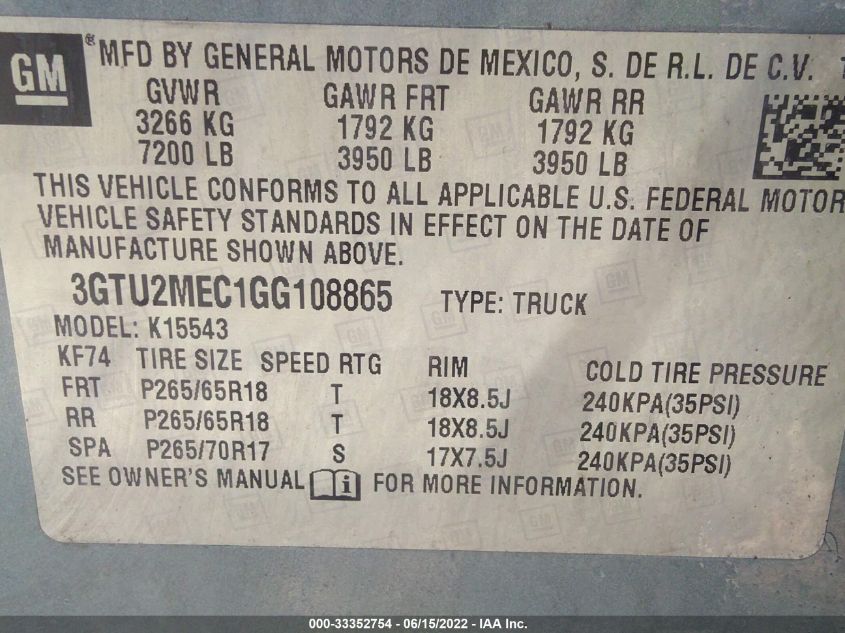 GM ® MFD BY GENERAL MOTORS DE MEXICO, S. DE R.L. DE C.V.
GVWR GAWR FRT GAWR RR
3266 KG 1792 KG 1792 KG
7200 LB 3950 LB 3950 LB
THIS VEHICLE CONFORMS TO ALL APPLICABLE U.S. FEDERAL MOTOR
VEHICLE SAFETY STANDARDS IN EFFECT ON THE DATE OF
MANUFACTURE SHOWN ABOVE.
3GTU2MEC1GG108865 TYPE: TRUCK
MODEL: K15543
KF74 TIRE SIZE SPEED RTG RIM COLD TIRE PRESSURE
FRT P265/65R18 T 18X8.5J 240KPA(35PSI)
RR P265/65R18 T 18X8.5J 240KPA(35PSI)
SPA P265/70R17 S 17X7.5J 240KPA(35PSI)
SEE OWNER'S MANUAL i FOR MORE INFORMATION.
000-33352754 - 06/15/2022 - IAA Inc.